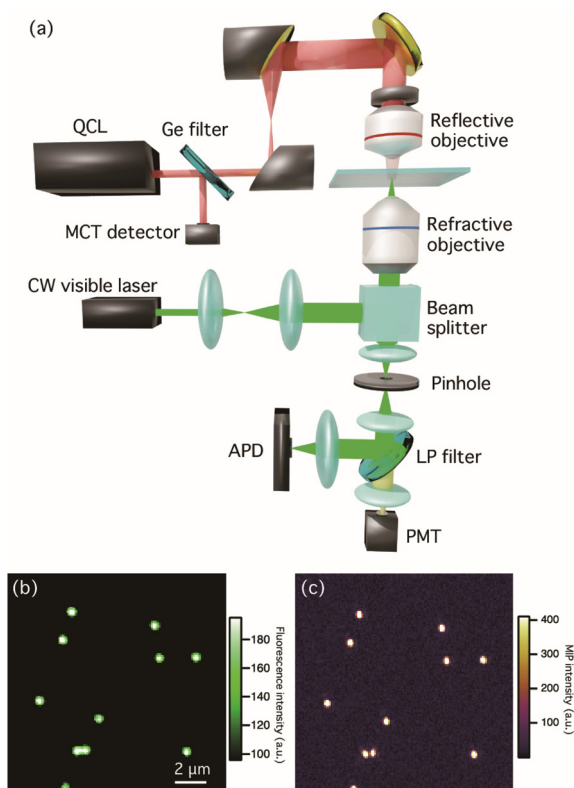 (a)
QCL
Ge filter
Reflective
objective
MCT detector
Refractive
objective
CW visible laser
Beam
splitter
Pinhole
APD
LP filter
PMT
(b)
180
160
140
120
100
Fluorescence intensity (a.u.)
2 μm
(c)
400
300
200
100
MIP intensity (a.u.)